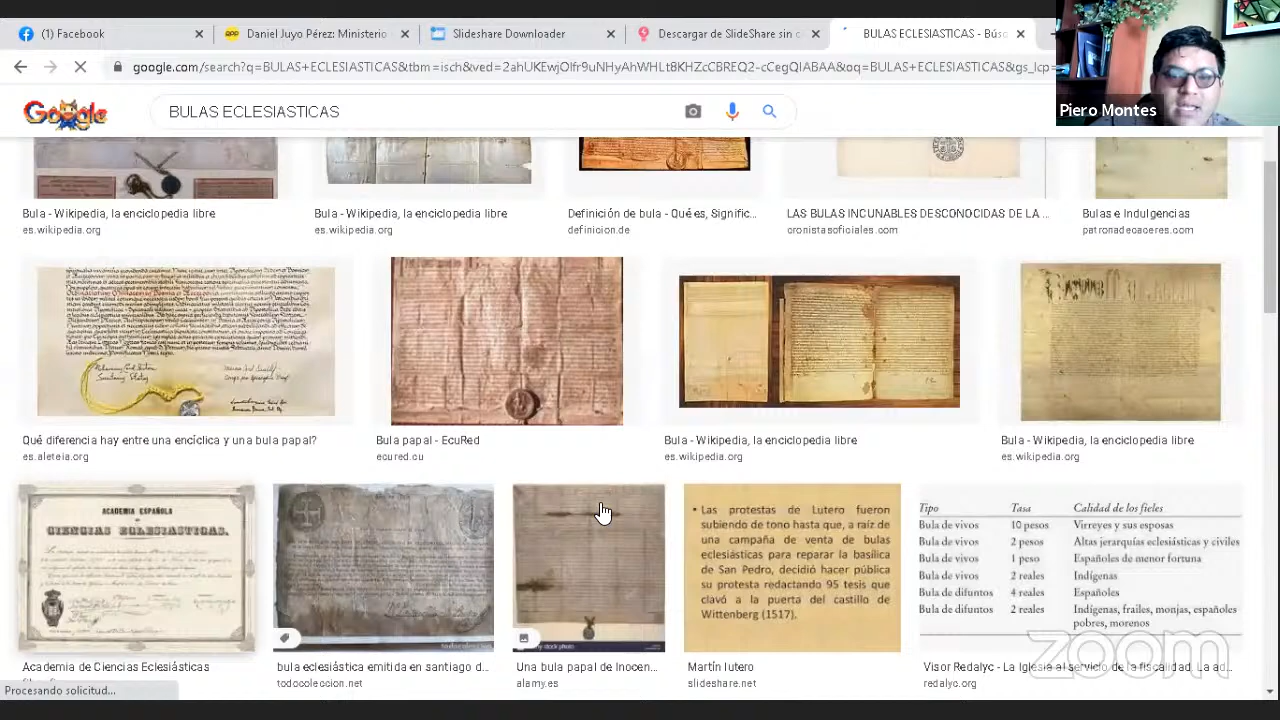 (1) Facebook
Daniel Juyo Pérez: Ministerio
Slideshare Downloader
Descargar de SlideShare sin c
BULAS ECLESIASTICAS - Bús
google.com/search?q=BULAS+ECLESIASTICAS&tbm=isch&ved=
Piero Montes
Google
BULAS ECLESIASTICAS
Bula - Wikipedia, la enciclopedia libre
es.wikipedia.org
Bula - Wikipedia, la enciclopedia libre
es.wikipedia.org
Definición de bula - Qué es, Signific...
definicion.de
LAS BULAS INCUNABLES DESCONOCIDAS DE LA ...
cronistasoficiales.com
Bulas e Indulgencias
patronadecaceres.com
Qué diferencia hay entre una encíclica y una bula papal?
es.aleteia.org
Bula papal - EcuRed
ecured.cu
Bula - Wikipedia, la enciclopedia libre
es.wikipedia.org
Bula - Wikipedia, la enciclopedia libre
es.wikipedia.org
ACADEMIA ESPAÑOLA
DE
CIENCIAS ECLESIASTICAS.
Academia de Ciencias Eclesiásticas
bula eclesiástica emitida en santiago d...
todocoleccion.net
Una bula papal de Inocen...
alamy.es
• Las protestas de Lutero fueron
subiendo de tono hasta que, a raíz de
una campaña de venta de bulas
eclesiásticas para reparar la basílica
de San Pedro, decidió hacer pública
su protesta redactando 95 tesis que
clavó a la puerta del castillo de
Wittenberg (1517).
Martín lutero
slideshare.net
Tipo Tasa Calidad de los fieles
Bula de vivos 10 pesos Virreyes y sus esposas
Bula de vivos 2 pesos Altas jerarquías eclesiásticas y civiles
Bula de vivos 1 peso Españoles de menor fortuna
Bula de vivos 2 reales Indígenas
Bula de difuntos 4 reales Españoles
Bula de difuntos 2 reales Indígenas, frailes, monjas, españoles
pobres, morenos
Visor Redalyc - La Iglesia al servicio de la fiscalidad. La ad...
redalyc.org
zoom
Procesando solicitud...